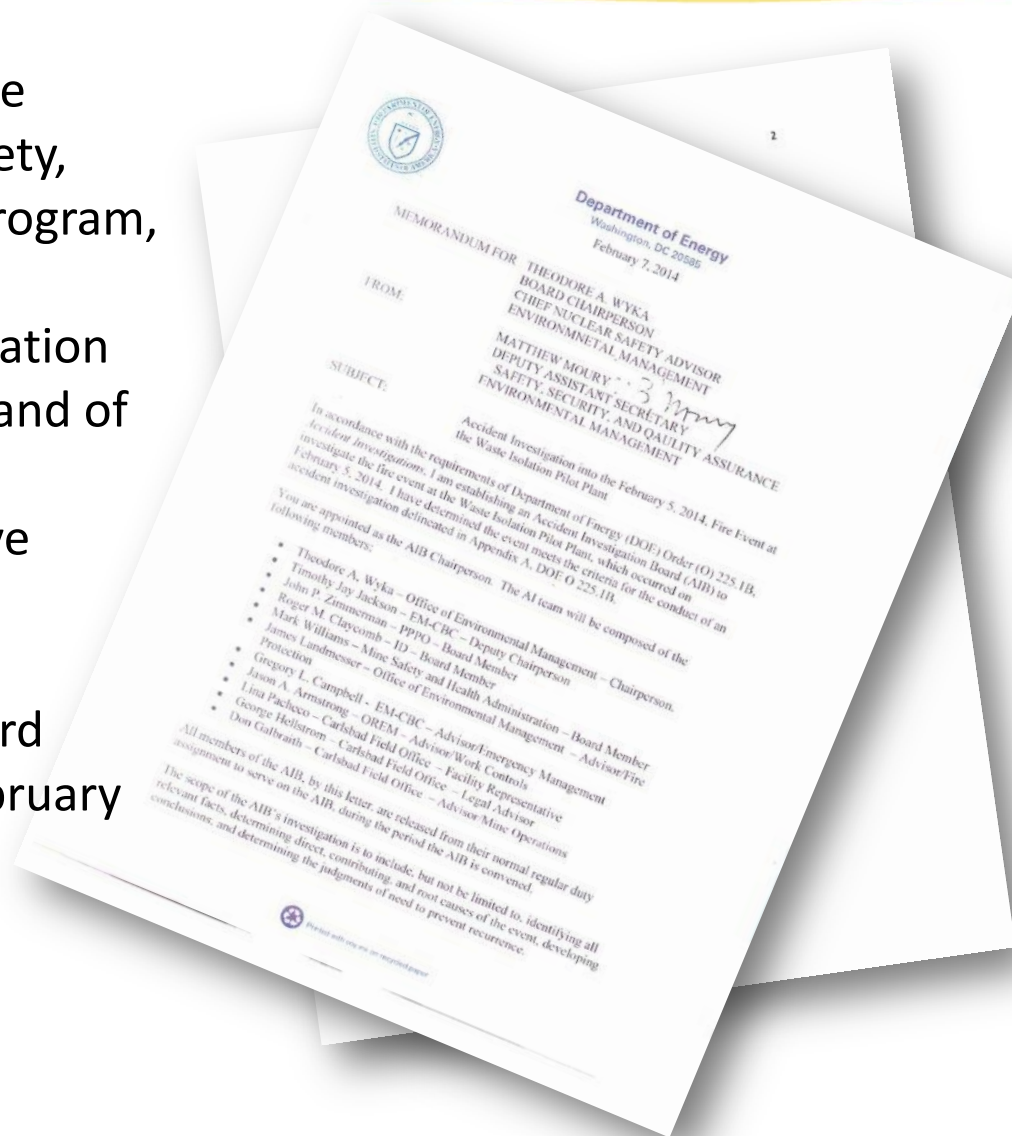 e
ety,
rogram,
ation
and of
ve
rd
bruary
2
Department of Energy
Washington, DC 20585
February 7, 2014
MEMORANDUM FOR THEODORE A. WYKA
BOARD CHAIRPERSON
CHIEF NUCLEAR SAFETY ADVISOR
ENVIRONMNETAL MANAGEMENT
FROM: MATTHEW MOURY
DEPUTY ASSISTANT SECRETARY
SAFETY, SECURITY, AND QAULITY ASSURANCE
ENVIRONMENTAL MANAGEMENT
SUBJECT: Accident Investigation into the February 5, 2014, Fire Event at
the Waste Isolation Pilot Plant
In accordance with the requirements of Department of Energy (DOE) Order (O) 225.1B,
Accident Investigations, I am establishing an Accident Investigation Board (AIB) to
investigate the fire event at the Waste Isolation Pilot Plant, which occurred on
February 5, 2014. I have determined the event meets the criteria for the conduct of an
accident investigation delineated in Appendix A, DOE O 225.1B.
You are appointed as the AIB Chairperson. The AI team will be composed of the
following members:
• Theodore A. Wyka – Office of Environmental Management – Chairperson.
• Timothy Jay Jackson – EM-CBC – Deputy Chairperson
• John P. Zimmerman – PPPO – Board Member
• Roger M. Claycomb – ID – Board Member
• Mark Williams – Mine Safety and Health Administration – Board Member
• James Landmesser – Office of Environmental Management – Advisor/Fire
Protection
• Gregory L. Campbell - EM-CBC – Advisor/Emergency Management
• Jason A. Armstrong – OREM – Advisor/Work Controls
• Lina Pacheco – Carlsbad Field Office – Facility Representative
• George Hellstrom – Carlsbad Field Office – Legal Advisor
• Don Galbraith – Carlsbad Field Office – Advisor/Mine Operations
All members of the AIB, by this letter, are released from their normal regular duty
assignment to serve on the AIB, during the period the AIB is convened.
The scope of the AIB's investigation is to include, but not be limited to, identifying all
relevant facts, determining direct, contributing, and root causes of the event, developing
conclusions, and determining the judgments of need to prevent recurrence.
Printed with soy ink on recycled paper